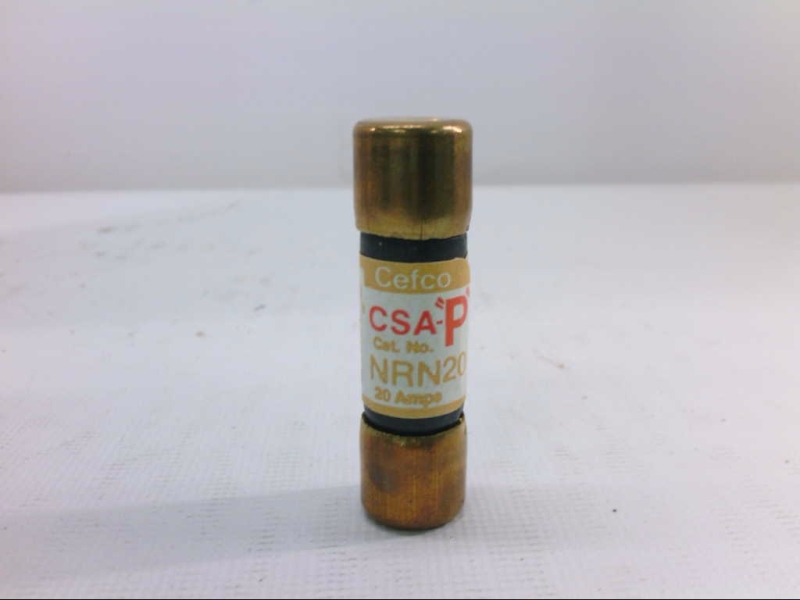 Cefco
CSA-"P"
Cat. No.
NRN20
20 Amps